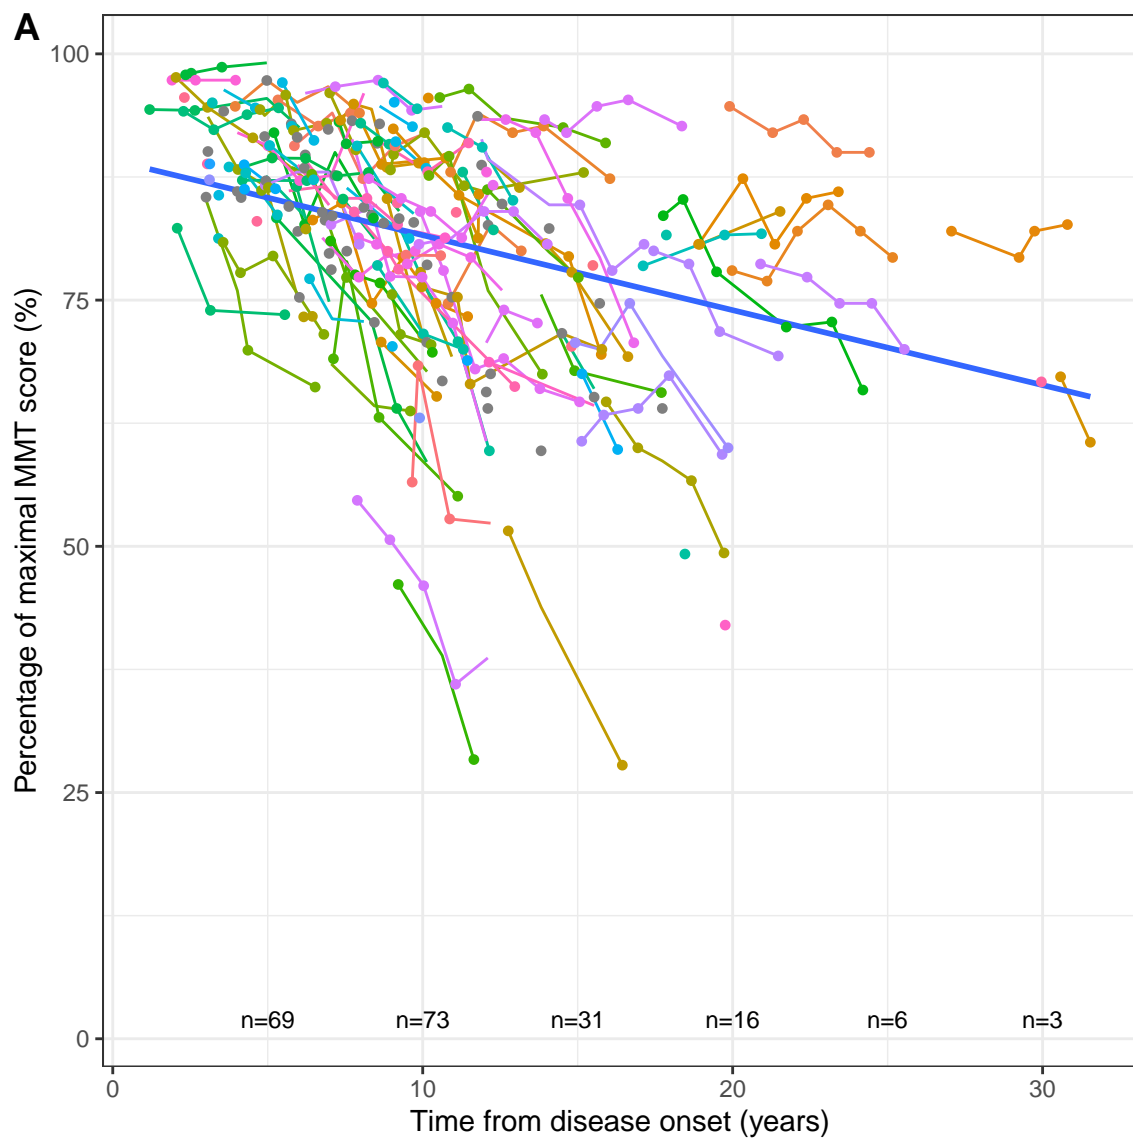 A
100
75
50
25
0
Percentage of maximal MMT score (%)
n=69 n=73 n=31 n=16 n=6 n=3
0 10 20 30
Time from disease onset (years)